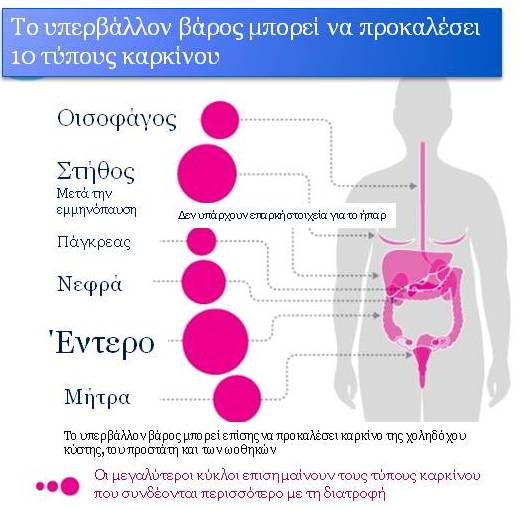 Το υπερβάλλον βάρος μπορεί να προκαλέσει
10 τύπους καρκίνου
Οισοφάγος
Στήθος
Μετά την
εμμηνόπαυση
Δεν υπάρχουν επαρκή στοιχεία για το ήπαρ
Πάγκρεας
Νεφρά
Έντερο
Μήτρα
Το υπερβάλλον βάρος μπορεί επίσης να προκαλέσει καρκίνο της χοληδόχου
κύστης, του προστάτη και των ωοθηκών
Οι μεγαλύτεροι κύκλοι επισημαίνουν τους τύπους καρκίνου
που συνδέονται περισσότερο με τη διατροφή